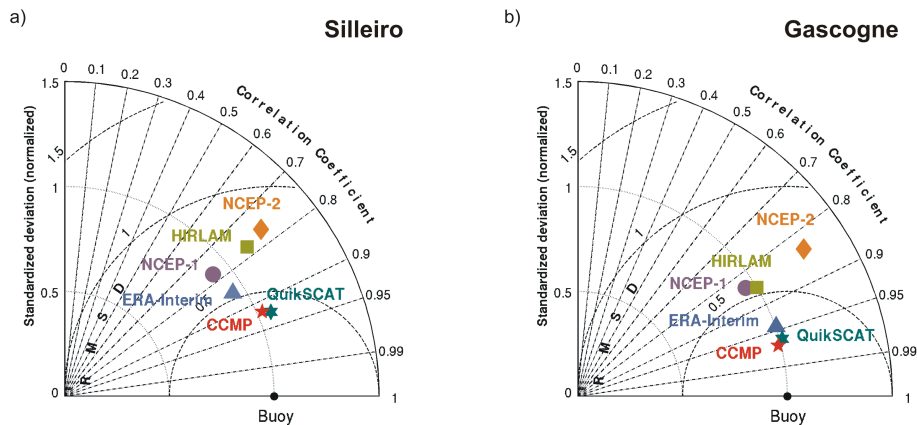 a)
Silleiro
0
0.1
0.2
0.3
0.4
0.5
0.6
0.7
0.8
0.9
0.95
0.99
1
Correlation Coefficient
Standardized deviation (normalized)
1.5
1
0.5
0
1.5
1
0.5
RMSD
NCEP-2
HIRLAM
NCEP-1
ERA-Interim
QuikSCAT
CCMP
Buoy
b)
Gascogne
0
0.1
0.2
0.3
0.4
0.5
0.6
0.7
0.8
0.9
0.95
0.99
1
Correlation Coefficient
Standardized deviation (normalized)
1.5
1
0.5
0
1.5
1
0.5
RMSD
NCEP-2
HIRLAM
NCEP-1
ERA-Interim
QuikSCAT
CCMP
Buoy